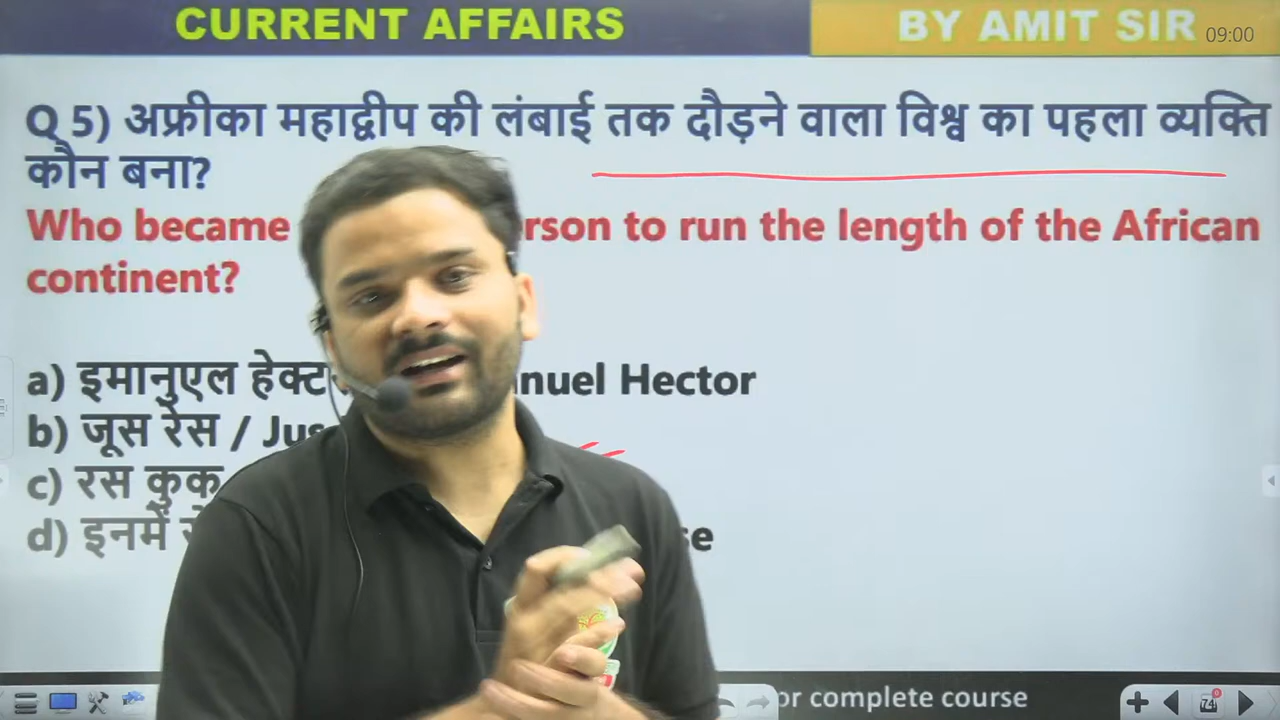 CURRENT AFFAIRS
BY AMIT SIR 09:00
Q 5) अफ्रीका महाद्वीप की लंबाई तक दौड़ने वाला विश्व का पहला व्यक्ति
कौन बना?
Who became rson to run the length of the African
continent?
a) इमानुएल हेक्ट nuel Hector
b) जूस रेस / Jus
c) रस कुक
d) इनमें se
or complete course
74